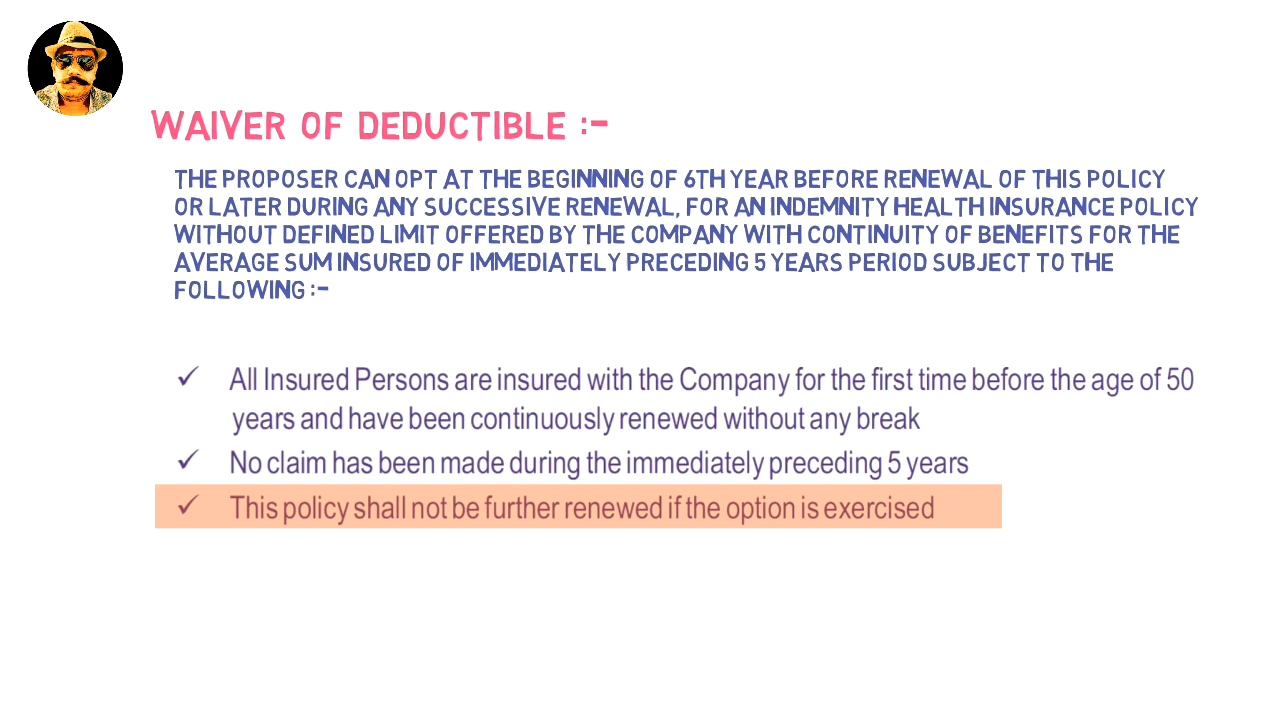 WAIVER OF DEDUCTIBLE :-
THE PROPOSER CAN OPT AT THE BEGINNING OF 6TH YEAR BEFORE RENEWAL OF THIS POLICY
OR LATER DURING ANY SUCCESSIVE RENEWAL, FOR AN INDEMNITY HEALTH INSURANCE POLICY
WITHOUT DEFINED LIMIT OFFERED BY THE COMPANY WITH CONTINUITY OF BENEFITS FOR THE
AVERAGE SUM INSURED OF IMMEDIATELY PRECEDING 5 YEARS PERIOD SUBJECT TO THE
FOLLOWING :-
✓ All Insured Persons are insured with the Company for the first time before the age of 50
years and have been continuously renewed without any break
✓ No claim has been made during the immediately preceding 5 years
✓ This policy shall not be further renewed if the option is exercised